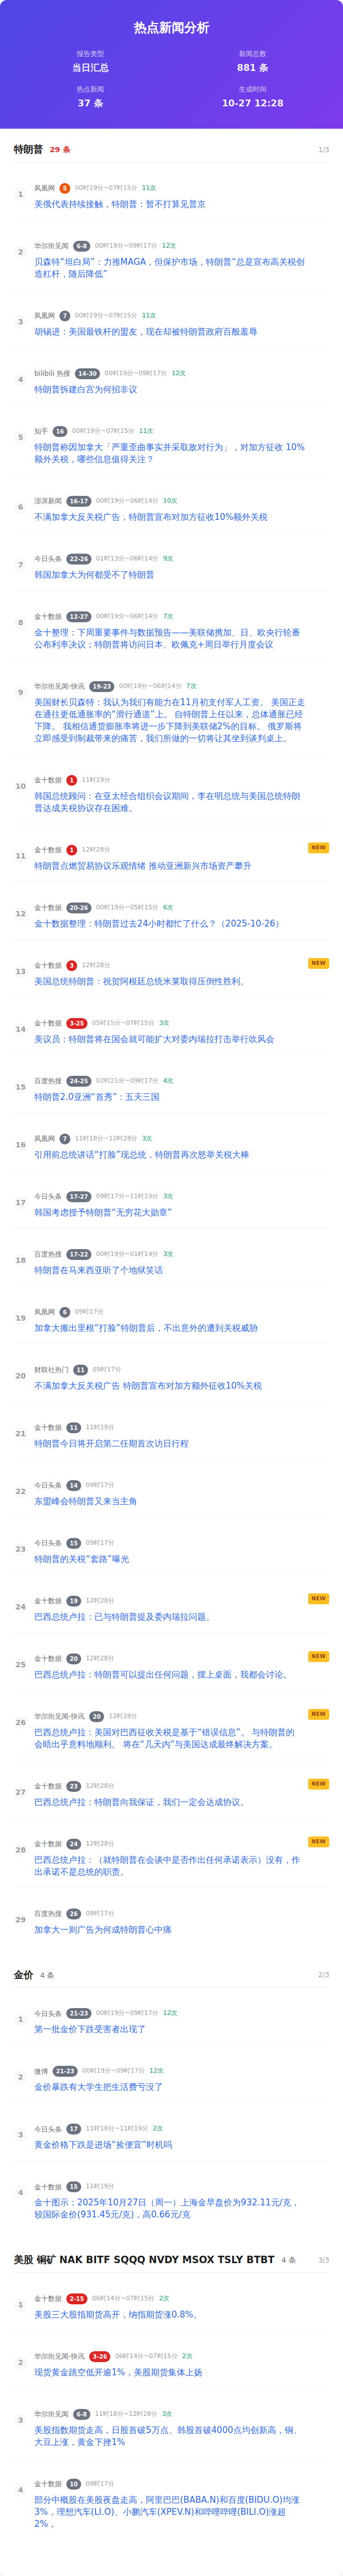 热点新闻分析
报告类型
当日汇总
新闻总数
881 条
热点新闻
37 条
生成时间
10-27 12:28
特朗普 29 条 1/3
1
凤凰网 5 00时19分~07时15分 11次
美俄代表持续接触，特朗普：暂不打算见普京
2
华尔街见闻 6-8 00时19分~09时17分 12次
贝森特“坦白局”：力推MAGA，但保护市场，特朗普“总是宣布高关税创
造杠杆，随后降低”
3
凤凰网 7 00时19分~07时15分 11次
胡锡进：美国最铁杆的盟友，现在却被特朗普政府百般羞辱
4
bilibili 热搜 14-30 00时19分~09时17分 12次
特朗普拆建白宫为何招非议
5
知乎 16 00时19分~07时15分 11次
特朗普称因加拿大「严重歪曲事实并采取敌对行为」，对加方征收 10%
额外关税，哪些信息值得关注？
6
澎湃新闻 16-17 00时19分~06时14分 10次
不满加拿大反关税广告，特朗普宣布对加方征收10%额外关税
7
今日头条 22-26 01时13分~06时14分 9次
韩国加拿大为何都受不了特朗普
8
金十数据 12-27 00时19分~06时14分 7次
金十整理：下周重要事件与数据预告——美联储携加、日、欧央行轮番
公布利率决议；特朗普将访问日本、欧佩克+周日举行月度会议
9
华尔街见闻-快讯 19-23 00时19分~06时14分 7次
美国财长贝森特：我认为我们有能力在11月初支付军人工资。 美国正走
在通往更低通胀率的“滑行通道”上。 自特朗普上任以来，总体通胀已经
下降。 我相信通货膨胀率将进一步下降到美联储2%的目标。 俄罗斯将
立即感受到制裁带来的痛苦，我们所做的一切将让其坐到谈判桌上。
10
金十数据 1 11时19分
韩国总统顾问：在亚太经合组织会议期间，李在明总统与美国总统特朗
普达成关税协议存在困难。
11
金十数据 1 12时28分 NEW
特朗普点燃贸易协议乐观情绪 推动亚洲新兴市场资产攀升
12
金十数据 20-26 00时19分~05时15分 6次
金十数据整理：特朗普过去24小时都忙了什么？（2025-10-26）
13
金十数据 3 12时28分 NEW
美国总统特朗普：祝贺阿根廷总统米莱取得压倒性胜利。
14
金十数据 3-25 05时15分~07时15分 3次
美议员：特朗普将在国会就可能扩大对委内瑞拉打击举行吹风会
15
百度热搜 24-25 02时21分~09时17分 4次
特朗普2.0亚洲“首秀”：五天三国
16
凤凰网 7 11时18分~12时28分 3次
引用前总统讲话“打脸”现总统，特朗普再次怒举关税大棒
17
今日头条 17-27 09时17分~11时19分 3次
韩国考虑授予特朗普“无穷花大勋章”
18
百度热搜 17-22 00时19分~01时14分 3次
特朗普在马来西亚听了个地狱笑话
19
凤凰网 6 09时17分
加拿大搬出里根“打脸”特朗普后，不出意外的遭到关税威胁
20
财联社热门 11 09时17分
不满加拿大反关税广告 特朗普宣布对加方额外征收10%关税
21
金十数据 11 11时19分
特朗普今日将开启第二任期首次访日行程
22
今日头条 14 09时17分
东盟峰会特朗普又来当主角
23
今日头条 15 09时17分
特朗普的关税“套路”曝光
24
金十数据 19 12时28分 NEW
巴西总统卢拉：已与特朗普提及委内瑞拉问题。
25
金十数据 20 12时28分 NEW
巴西总统卢拉：特朗普可以提出任何问题，摆上桌面，我都会讨论。
26
华尔街见闻-快讯 20 12时28分 NEW
巴西总统卢拉：美国对巴西征收关税是基于“错误信息”。 与特朗普的
会晤出乎意料地顺利。 将在“几天内”与美国达成最终解决方案。
27
金十数据 23 12时28分 NEW
巴西总统卢拉：特朗普向我保证，我们一定会达成协议。
28
金十数据 24 12时28分 NEW
巴西总统卢拉：（就特朗普在会谈中是否作出任何承诺表示）没有，作
出承诺不是总统的职责。
29
百度热搜 26 09时17分
加拿大一则广告为何成特朗普心中痛
金价 4 条 2/3
1
今日头条 21-23 00时19分~09时17分 12次
第一批金价下跌受害者出现了
2
微博 21-23 00时19分~09时17分 12次
金价暴跌有大学生把生活费亏没了
3
今日头条 17 11时18分~11时19分 2次
黄金价格下跌是进场“捡便宜”时机吗
4
金十数据 15 11时19分
金十图示：2025年10月27日（周一）上海金早盘价为932.11元/克，
较国际金价(931.45元/克)，高0.66元/克
美股 铜矿 NAK BITF SQQQ NVDY MSOX TSLY BTBT 4 条 3/3
1
金十数据 2-15 06时14分~07时15分 2次
美股三大股指期货高开，纳指期货涨0.8%。
2
华尔街见闻-快讯 3-26 06时14分~07时15分 2次
现货黄金跳空低开逾1%，美股期货集体上扬
3
华尔街见闻 6-8 11时18分~12时28分 3次
美股指数期货走高，日股首破5万点、韩股首破4000点均创新高，铜、
大豆上涨，黄金下挫1%
4
金十数据 10 09时17分
部分中概股在美股夜盘走高，阿里巴巴(BABA.N)和百度(BIDU.O)均涨
3%，理想汽车(LI.O)、小鹏汽车(XPEV.N)和哔哩哔哩(BILI.O)涨超
2%，